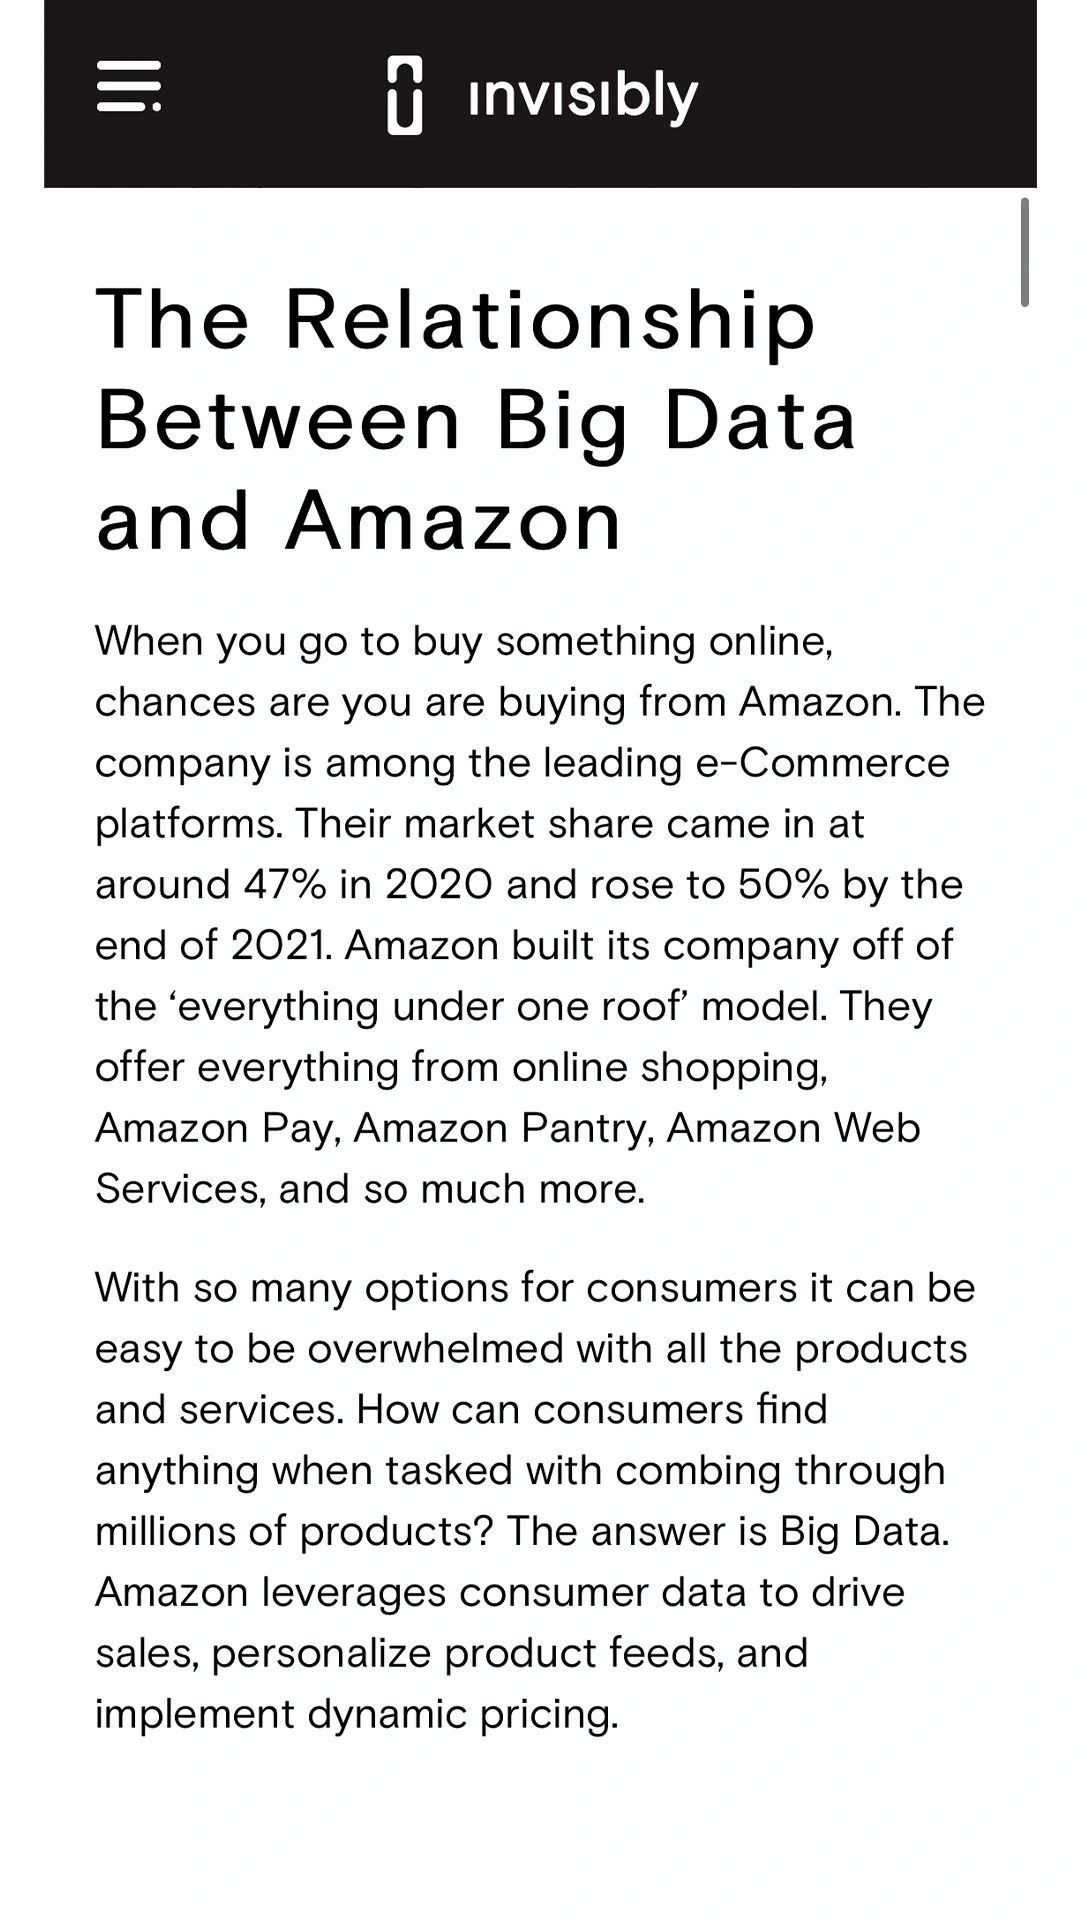 invisibly
The Relationship
Between Big Data
and Amazon
When you go to buy something online,
chances are you are buying from Amazon. The
company is among the leading e-Commerce
platforms. Their market share came in at
around 47% in 2020 and rose to 50% by the
end of 2021. Amazon built its company off of
the ‘everything under one roof’ model. They
offer everything from online shopping,
Amazon Pay, Amazon Pantry, Amazon Web
Services, and so much more.
With so many options for consumers it can be
easy to be overwhelmed with all the products
and services. How can consumers find
anything when tasked with combing through
millions of products? The answer is Big Data.
Amazon leverages consumer data to drive
sales, personalize product feeds, and
implement dynamic pricing.